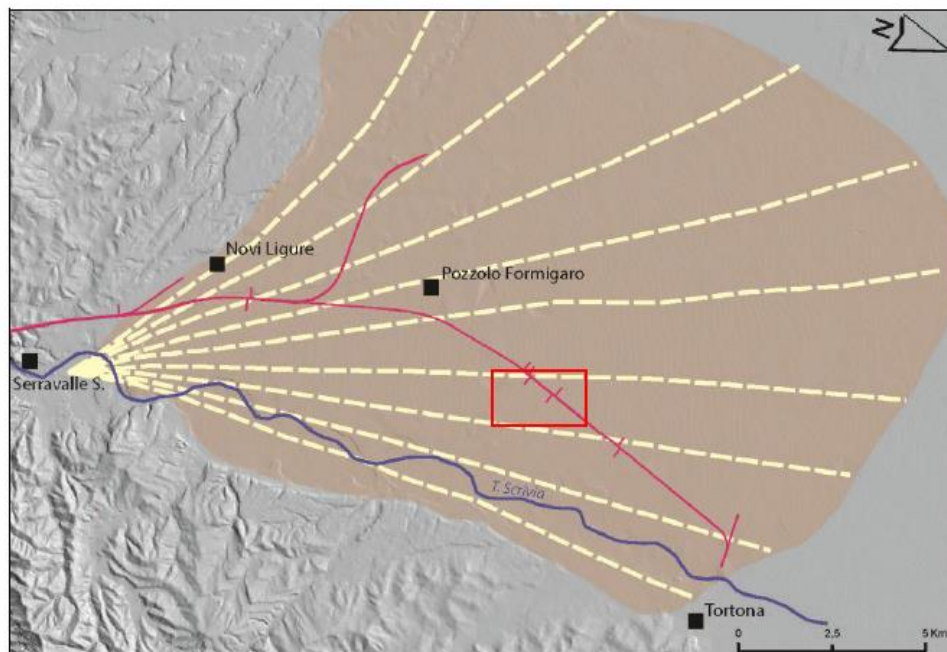 N
Novi Ligure
Pozzolo Formigaro
Serravalle S.
T. Scrivia
Tortona
0 2.5 5 Km